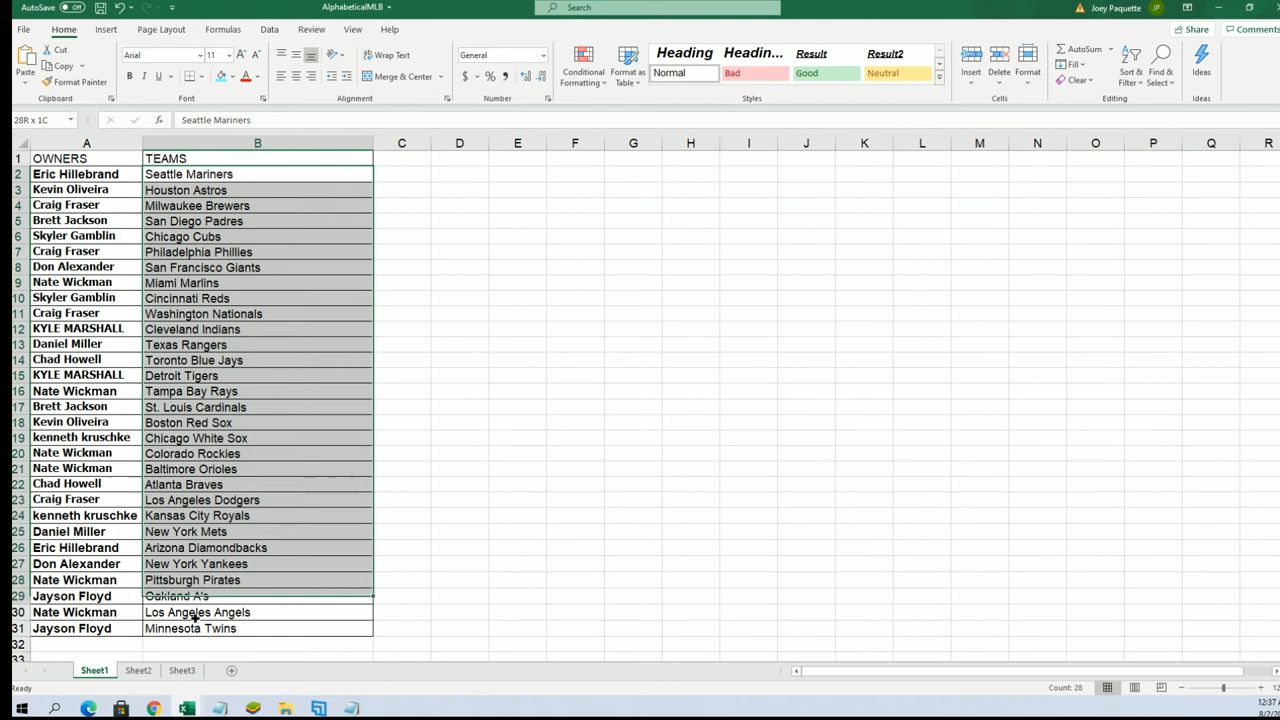 AutoSave Off AlphabeticalMLB Search Joey Paquette JP
File Home Insert Page Layout Formulas Data Review View Help Share Comments
Paste Cut Copy Format Painter Clipboard
Arial 11 B I U A Font
Wrap Text Merge & Center Alignment
General $ % Number
Conditional Formatting Format as Table
Heading Headin... Result Result2
Normal Bad Good Neutral
Styles
Insert Delete Format Cells
AutoSum Fill Clear Sort & Filter Find & Select Editing
Ideas Ideas
28R x 1C fx Seattle Mariners
A B C D E F G H I J K L M N O P Q R
1 OWNERS TEAMS
2 Eric Hillebrand Seattle Mariners
3 Kevin Oliveira Houston Astros
4 Craig Fraser Milwaukee Brewers
5 Brett Jackson San Diego Padres
6 Skyler Gamblin Chicago Cubs
7 Craig Fraser Philadelphia Phillies
8 Don Alexander San Francisco Giants
9 Nate Wickman Miami Marlins
10 Skyler Gamblin Cincinnati Reds
11 Craig Fraser Washington Nationals
12 KYLE MARSHALL Cleveland Indians
13 Daniel Miller Texas Rangers
14 Chad Howell Toronto Blue Jays
15 KYLE MARSHALL Detroit Tigers
16 Nate Wickman Tampa Bay Rays
17 Brett Jackson St. Louis Cardinals
18 Kevin Oliveira Boston Red Sox
19 kenneth kruschke Chicago White Sox
20 Nate Wickman Colorado Rockies
21 Nate Wickman Baltimore Orioles
22 Chad Howell Atlanta Braves
23 Craig Fraser Los Angeles Dodgers
24 kenneth kruschke Kansas City Royals
25 Daniel Miller New York Mets
26 Eric Hillebrand Arizona Diamondbacks
27 Don Alexander New York Yankees
28 Nate Wickman Pittsburgh Pirates
29 Jayson Floyd Oakland A's
30 Nate Wickman Los Angeles Angels
31 Jayson Floyd Minnesota Twins
32
33
Sheet1 Sheet2 Sheet3
Ready Count: 28
12:37